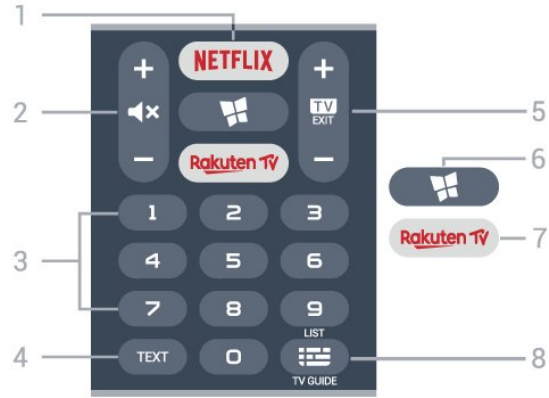 1
+ NETFLIX +
2
TV
EXIT
5
6
- Rakuten TV -
Rakuten TV 7
1 2 3
3
4 5 6
7 8 9
LIST
4 TEXT 0 8
TV GUIDE